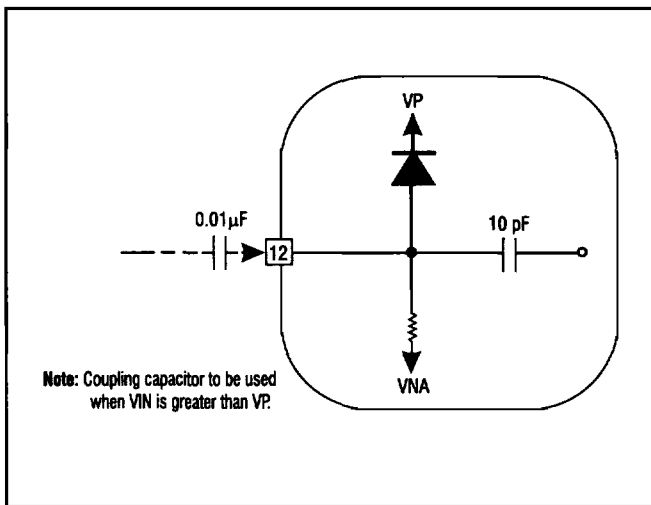 VP
0.01µF
12
10 pF
VNA
Note: Coupling capacitor to be used
when VIN is greater than VP.